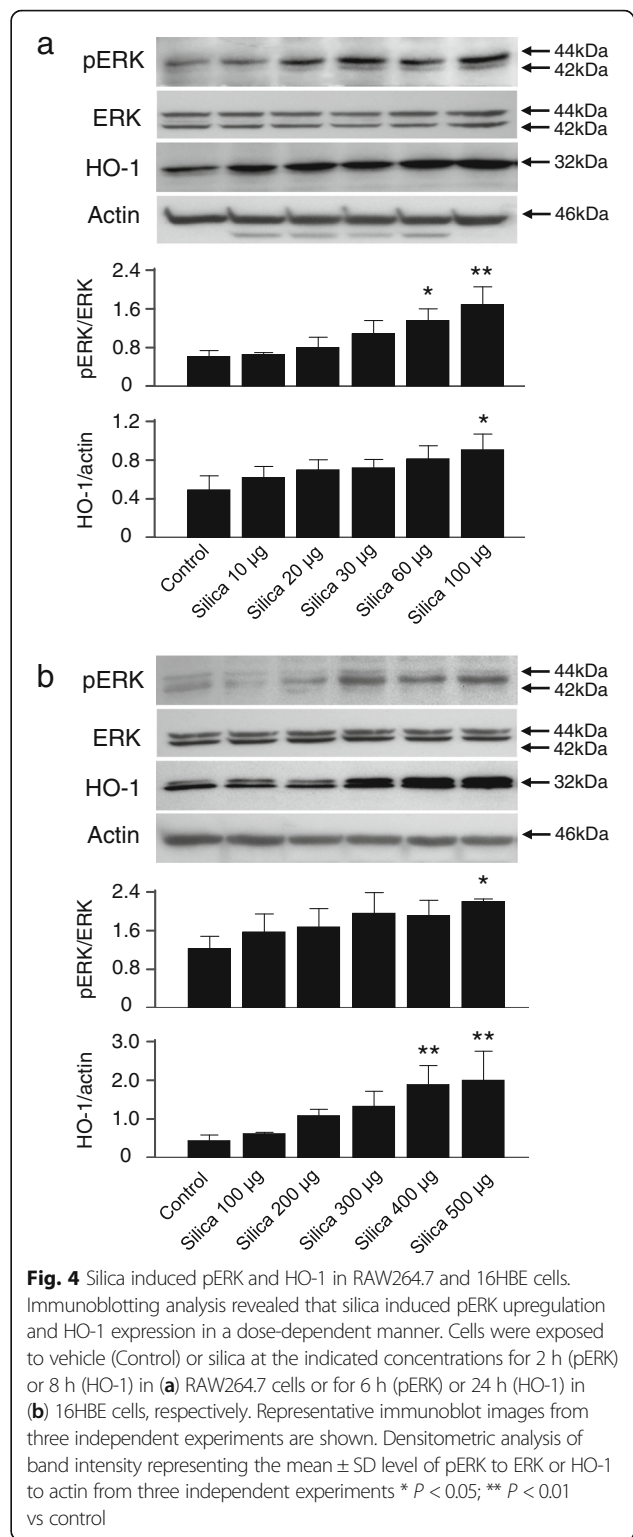 a
pERK
44kDa
42kDa
ERK
44kDa
42kDa
HO-1
32kDa
Actin
46kDa
pERK/ERK
2.4
1.6
0.8
0
*
**
HO-1/actin
1.2
0.8
0.4
0
*
Control
Silica 10 µg
Silica 20 µg
Silica 30 µg
Silica 60 µg
Silica 100 µg
b
pERK
44kDa
42kDa
ERK
44kDa
42kDa
HO-1
32kDa
Actin
46kDa
pERK/ERK
2.4
1.6
0.8
0
*
HO-1/actin
3.0
2.0
1.0
0
**
**
Control
Silica 100 µg
Silica 200 µg
Silica 300 µg
Silica 400 µg
Silica 500 µg
Fig. 4 Silica induced pERK and HO-1 in RAW264.7 and 16HBE cells.
Immunoblotting analysis revealed that silica induced pERK upregulation
and HO-1 expression in a dose-dependent manner. Cells were exposed
to vehicle (Control) or silica at the indicated concentrations for 2 h (pERK)
or 8 h (HO-1) in (a) RAW264.7 cells or for 6 h (pERK) or 24 h (HO-1) in
(b) 16HBE cells, respectively. Representative immunoblot images from
three independent experiments are shown. Densitometric analysis of
band intensity representing the mean ± SD level of pERK to ERK or HO-1
to actin from three independent experiments * P < 0.05; ** P < 0.01
vs control